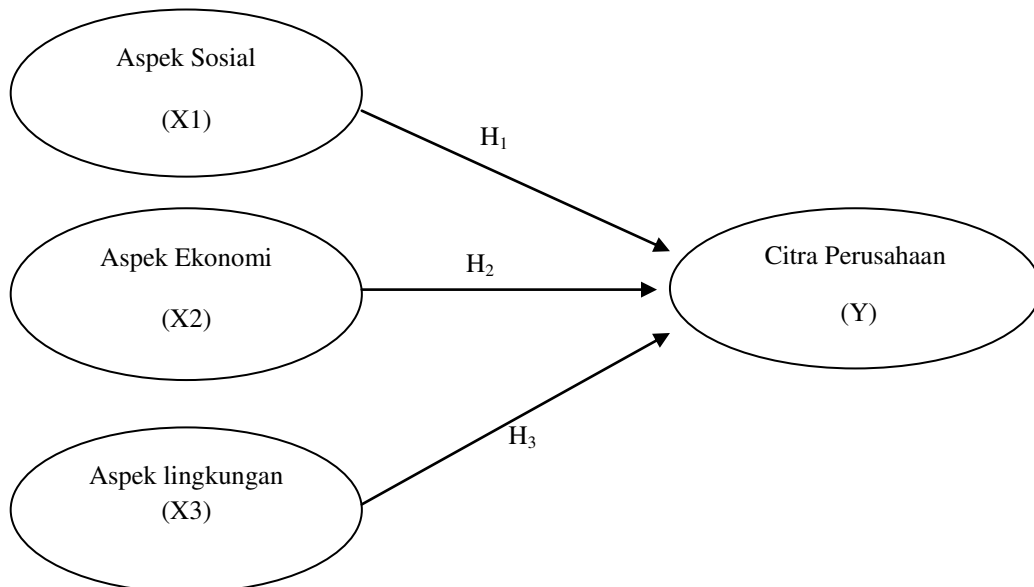 Aspek Sosial
(X1)
H₁
Aspek Ekonomi
(X2)
H₂
Citra Perusahaan
(Y)
H₃
Aspek lingkungan
(X3)